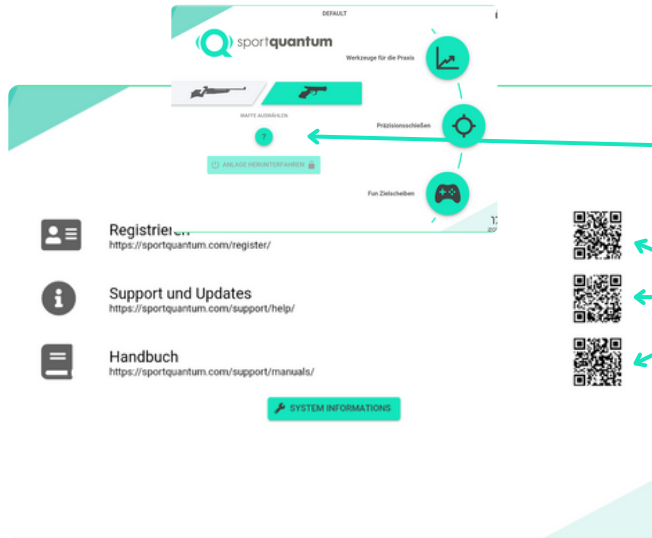 DEFAULT
sportquantum
Werkzeuge für die Praxis
WAFFE AUSWÄHLEN
Präzisionsschießen
?
ANLAGE HERUNTERFAHREN
Fun Zielscheiben
Registrieren
https://sportquantum.com/register/
Support und Updates
https://sportquantum.com/support/help/
Handbuch
https://sportquantum.com/support/manuals/
SYSTEM INFORMATIONS